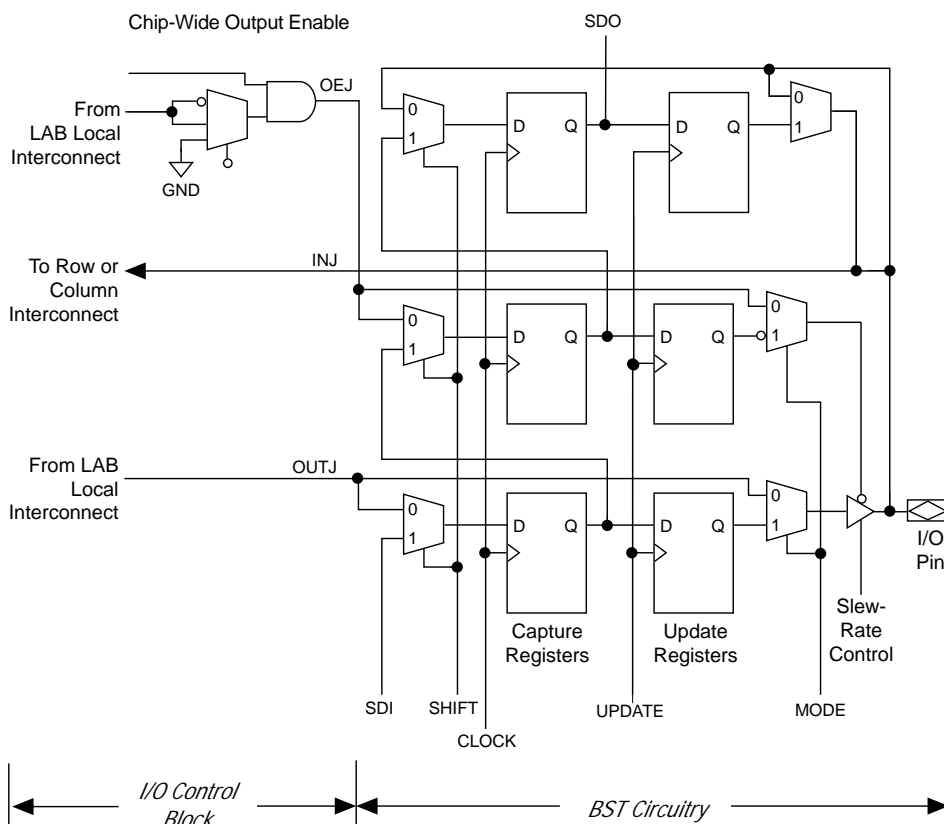 Chip-Wide Output Enable
SDO
OEJ
From
LAB Local
Interconnect
GND
0
1
D Q
D Q
0
1
To Row or
Column
Interconnect
INJ
0
1
D Q
D Q
0
1
From LAB
Local
Interconnect
OUTJ
0
1
D Q
D Q
0
1
I/O
Pin
Capture
Registers
Update
Registers
Slew-
Rate
Control
SDI
SHIFT
CLOCK
UPDATE
MODE
I/O Control
Block
BST Circuitry